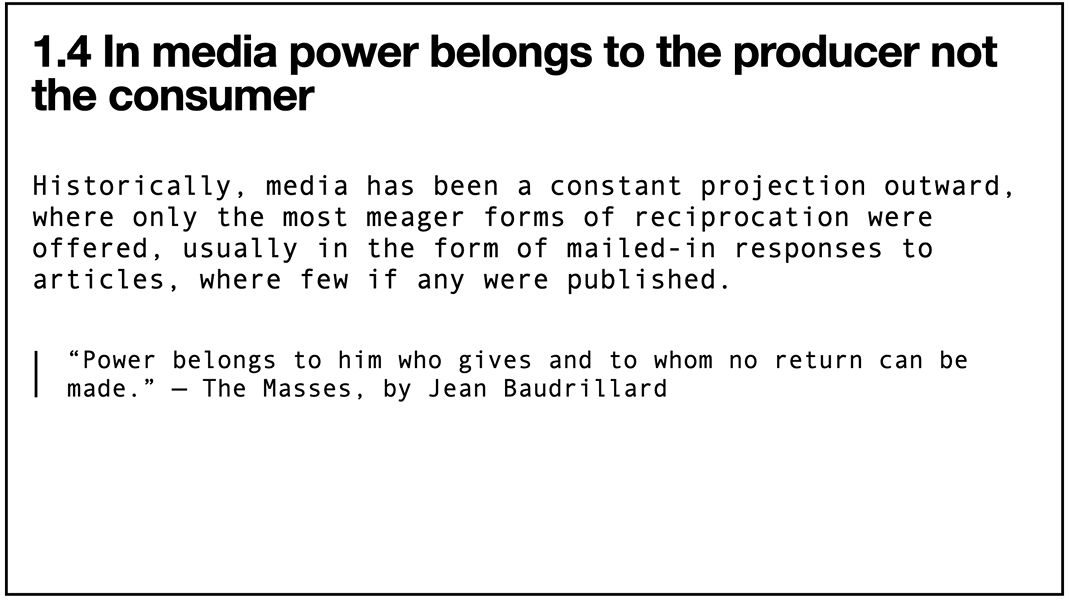 1.4 In media power belongs to the producer not
the consumer
Historically, media has been a constant projection outward,
where only the most meager forms of reciprocation were
offered, usually in the form of mailed-in responses to
articles, where few if any were published.
“Power belongs to him who gives and to whom no return can be
made.” — The Masses, by Jean Baudrillard